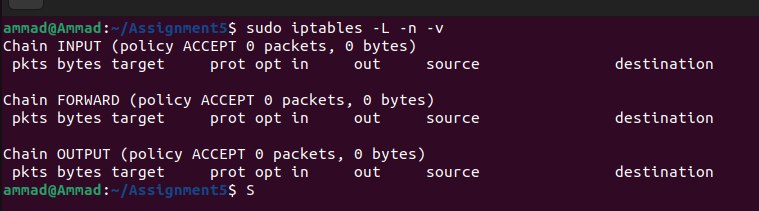 ammad@Ammad:~/Assignment5$ sudo iptables -L -n -v
Chain INPUT (policy ACCEPT 0 packets, 0 bytes)
 pkts bytes target     prot opt in     out     source               destination

Chain FORWARD (policy ACCEPT 0 packets, 0 bytes)
 pkts bytes target     prot opt in     out     source               destination

Chain OUTPUT (policy ACCEPT 0 packets, 0 bytes)
 pkts bytes target     prot opt in     out     source               destination
ammad@Ammad:~/Assignment5$ S